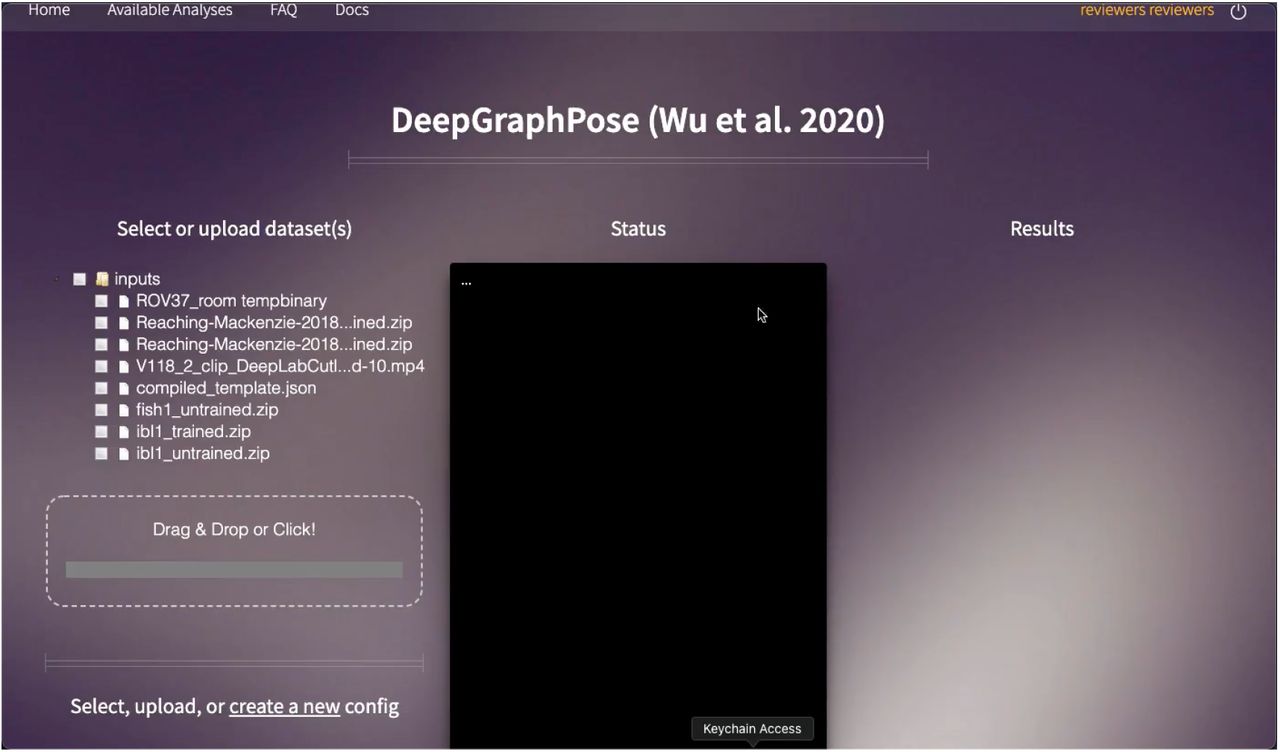 Home Available Analyses FAQ Docs reviewers reviewers
DeepGraphPose (Wu et al. 2020)
Select or upload dataset(s)
inputs
ROV37_room tempbinary
Reaching-Mackenzie-2018...ined.zip
Reaching-Mackenzie-2018...ined.zip
V118_2_clip_DeepLabCutl...d-10.mp4
compiled_template.json
fish1_untrained.zip
ibl1_trained.zip
ibl1_untrained.zip
Drag & Drop or Click!
Select, upload, or create a new config
Status
...
Keychain Access
Results